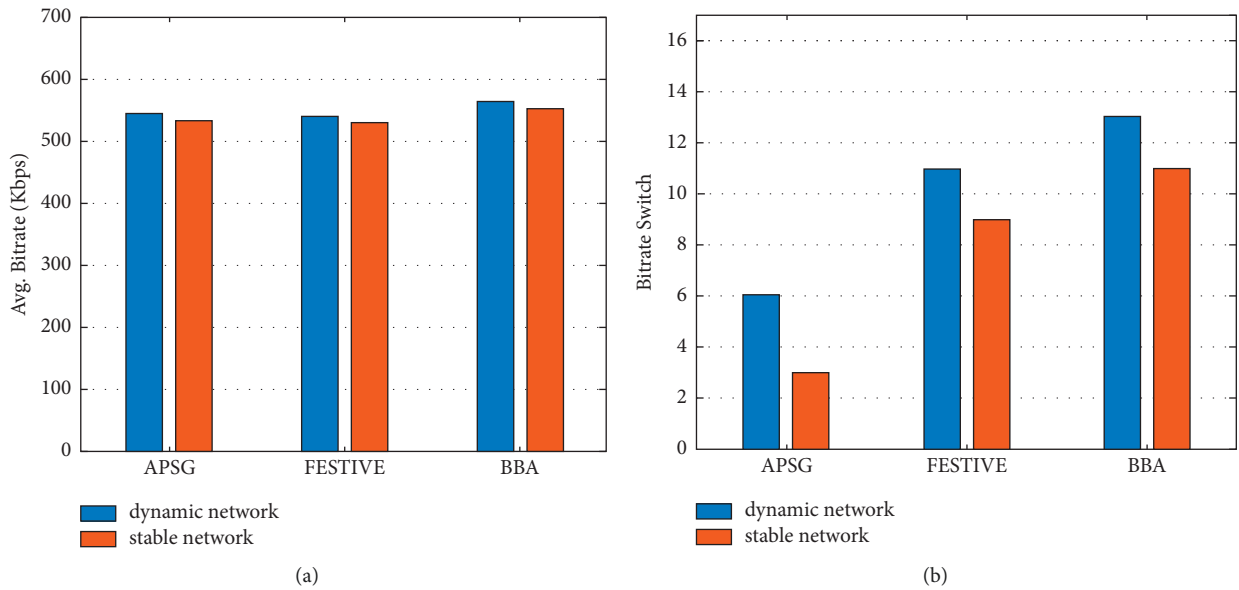 700
600
500
400
300
200
100
0
Avg. Bitrate (Kbps)
APSG FESTIVE BBA
dynamic network
stable network
(a)
16
14
12
10
8
6
4
2
0
Bitrate Switch
APSG FESTIVE BBA
dynamic network
stable network
(b)